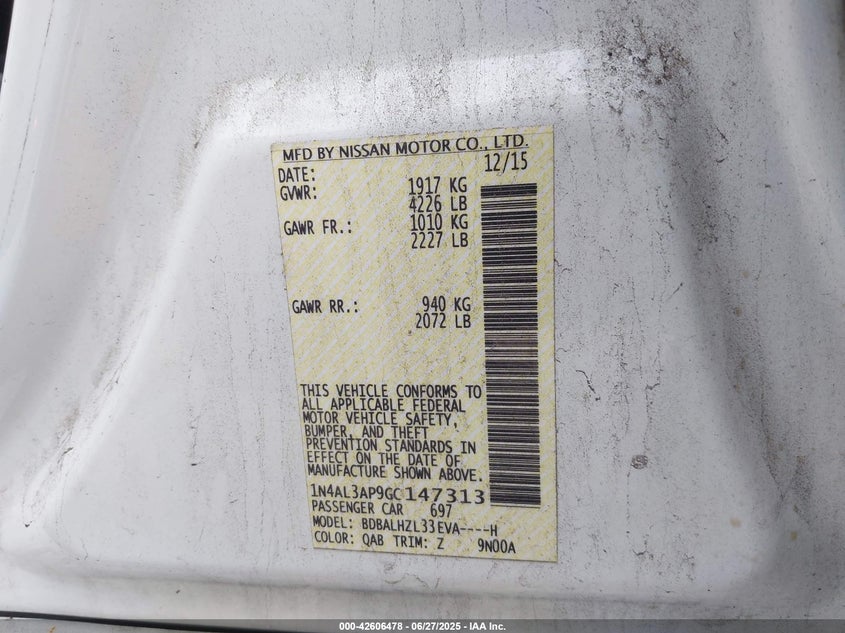 MFD BY NISSAN MOTOR CO., LTD.
DATE: 12/15
GVWR: 1917 KG
4226 LB
GAWR FR.: 1010 KG
2227 LB
GAWR RR.: 940 KG
2072 LB
THIS VEHICLE CONFORMS TO
ALL APPLICABLE FEDERAL
MOTOR VEHICLE SAFETY,
BUMPER, AND THEFT
PREVENTION STANDARDS IN
EFFECT ON THE DATE OF
MANUFACTURE SHOWN ABOVE.
1N4AL3AP9GC147313
PASSENGER CAR 697
MODEL: BDBALHZL33EVA----H
COLOR: QAB TRIM: Z 9N00A
000-42606478 - 06/27/2025 - IAA Inc.